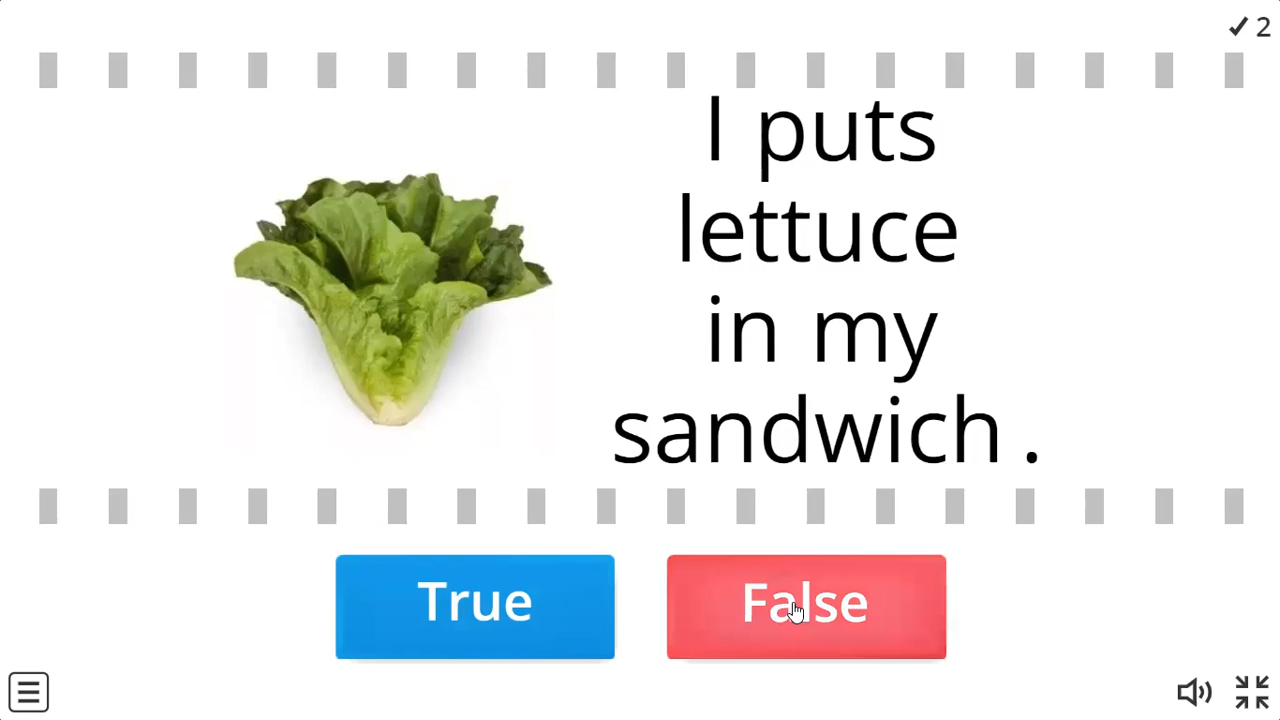 ✓ 2
I puts
lettuce
in my
sandwich .
True
False